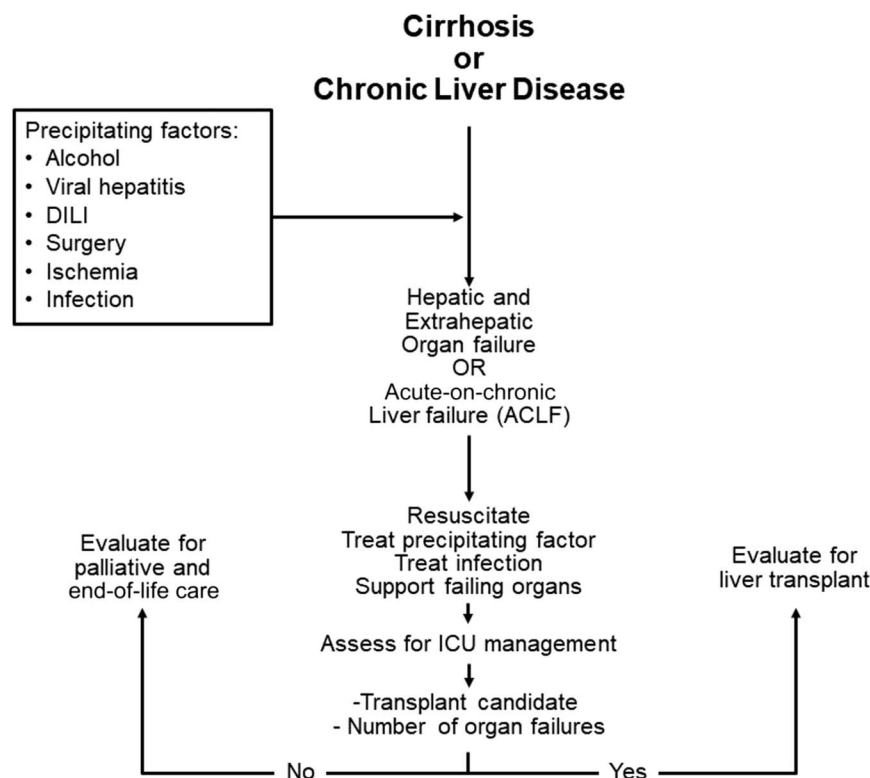 Cirrhosis
or
Chronic Liver Disease
Precipitating factors:
• Alcohol
• Viral hepatitis
• DILI
• Surgery
• Ischemia
• Infection
Hepatic and
Extrahepatic
Organ failure
OR
Acute-on-chronic
Liver failure (ACLF)
Resuscitate
Treat precipitating factor
Treat infection
Support failing organs
Evaluate for
palliative and
end-of-life care
Evaluate for
liver transplant
Assess for ICU management
-Transplant candidate
- Number of organ failures
No
Yes